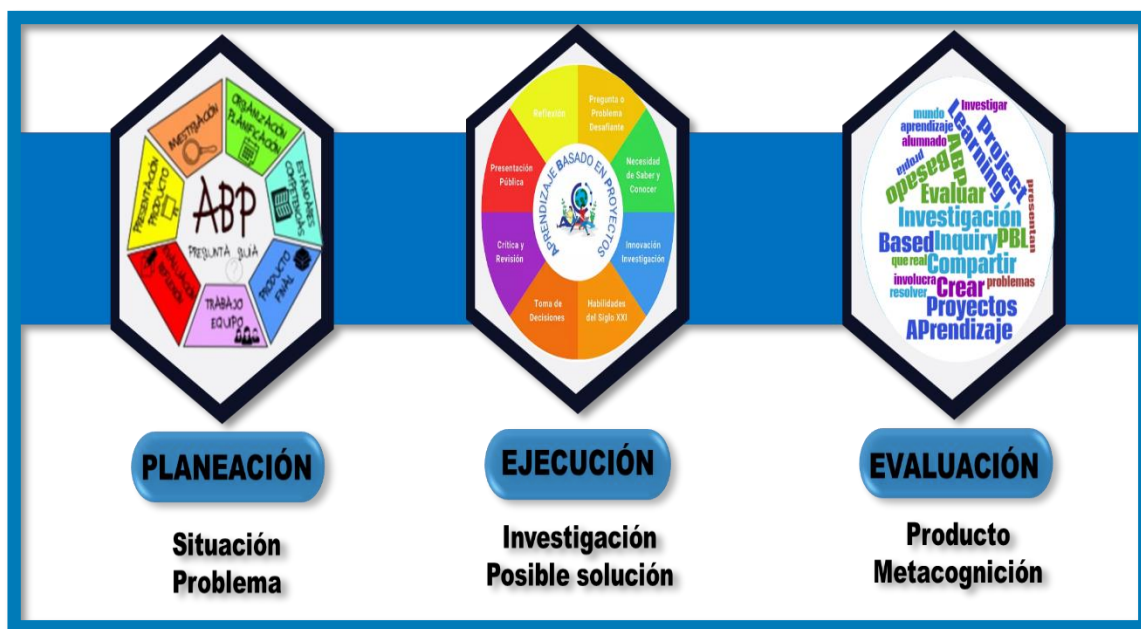 INVESTIGACIÓN
ORGANIZACIÓN
PLANIFICACIÓN
ESTÁNDARES
COMPETENCIAS
PRODUCTO
FINAL
TRABAJO
EQUIPO
EVALUACIÓN
REFLEXIÓN
PRESENTACIÓN
PRODUCTO
ABP
PREGUNTA GUÍA
Reflexión
Pregunta o
Problema
Desafiante
Necesidad
de Saber y
Conocer
Innovación
Investigación
Habilidades
del Siglo XXI
Toma de
Decisiones
Crítica y
Revisión
Presentación
Pública
APRENDIZAJE BASADO EN PROYECTOS
mundo
Investigar
aprendizaje
alumnado
Learning
Project
ABP
propia
Basado
Evaluar
presentan
Investigación
Based
Inquiry
PBL
que real
Compartir
involucra
Crear
problemas
resolver
Proyectos
APrendizaje
PLANEACIÓN
EJECUCIÓN
EVALUACIÓN
Situación
Problema
Investigación
Posible solución
Producto
Metacognición